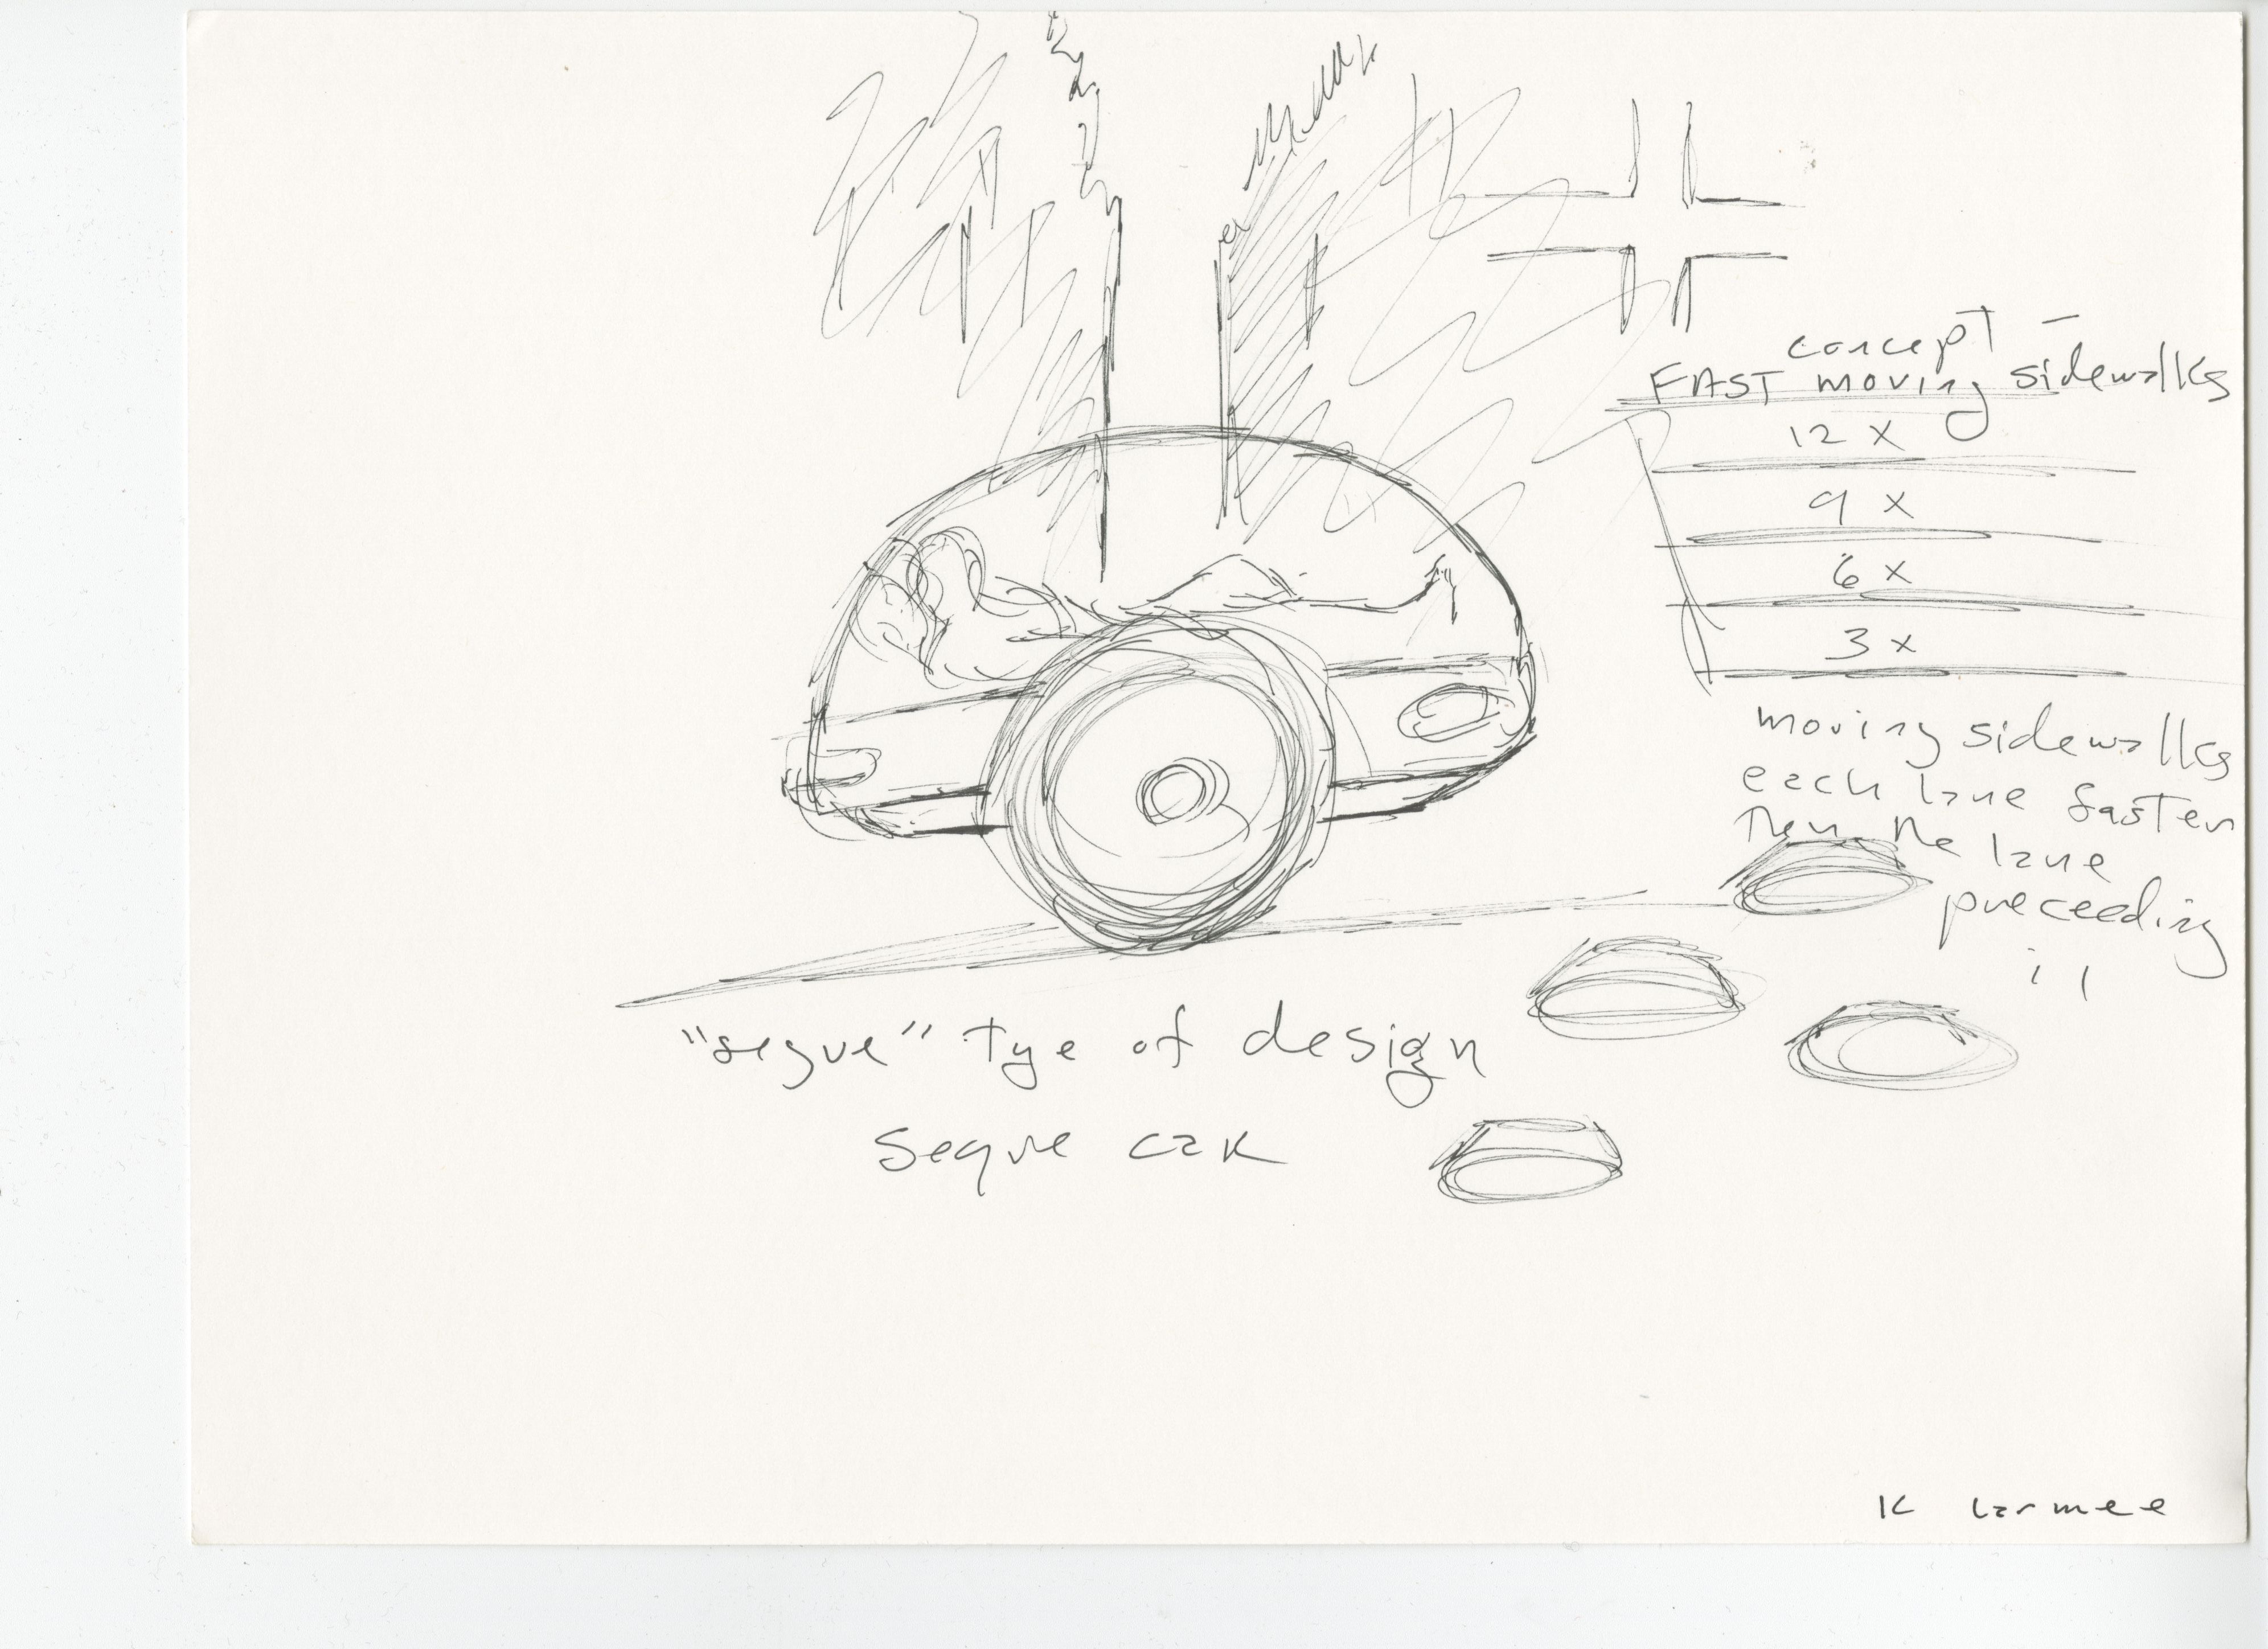 concept -
FAST moving sidewalks
12 x
9 x
6 x
3 x
moving sidewalks
each lane faster
then the lane
preceeding
it
"segue" tye of design
Segue car
K Larmee